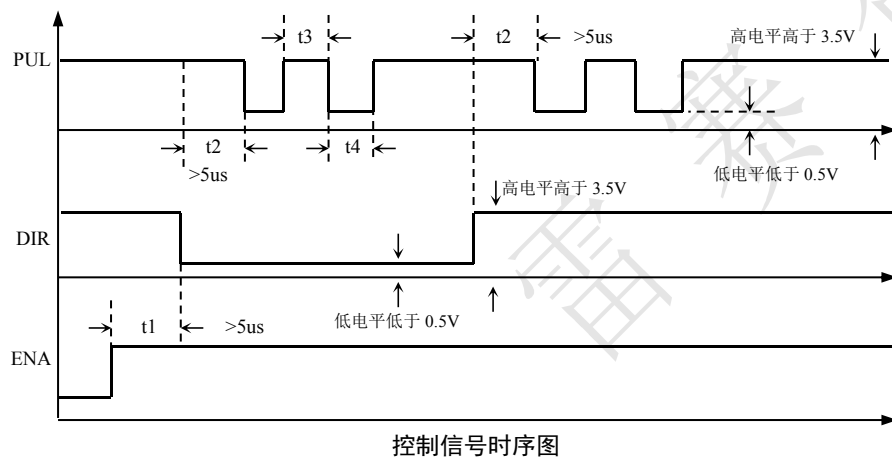 t3
t2
>5us
高电平高于 3.5V
PUL
t2
t4
>5us
低电平低于 0.5V
高电平高于 3.5V
DIR
低电平低于 0.5V
t1
>5us
ENA
控制信号时序图
雷赛